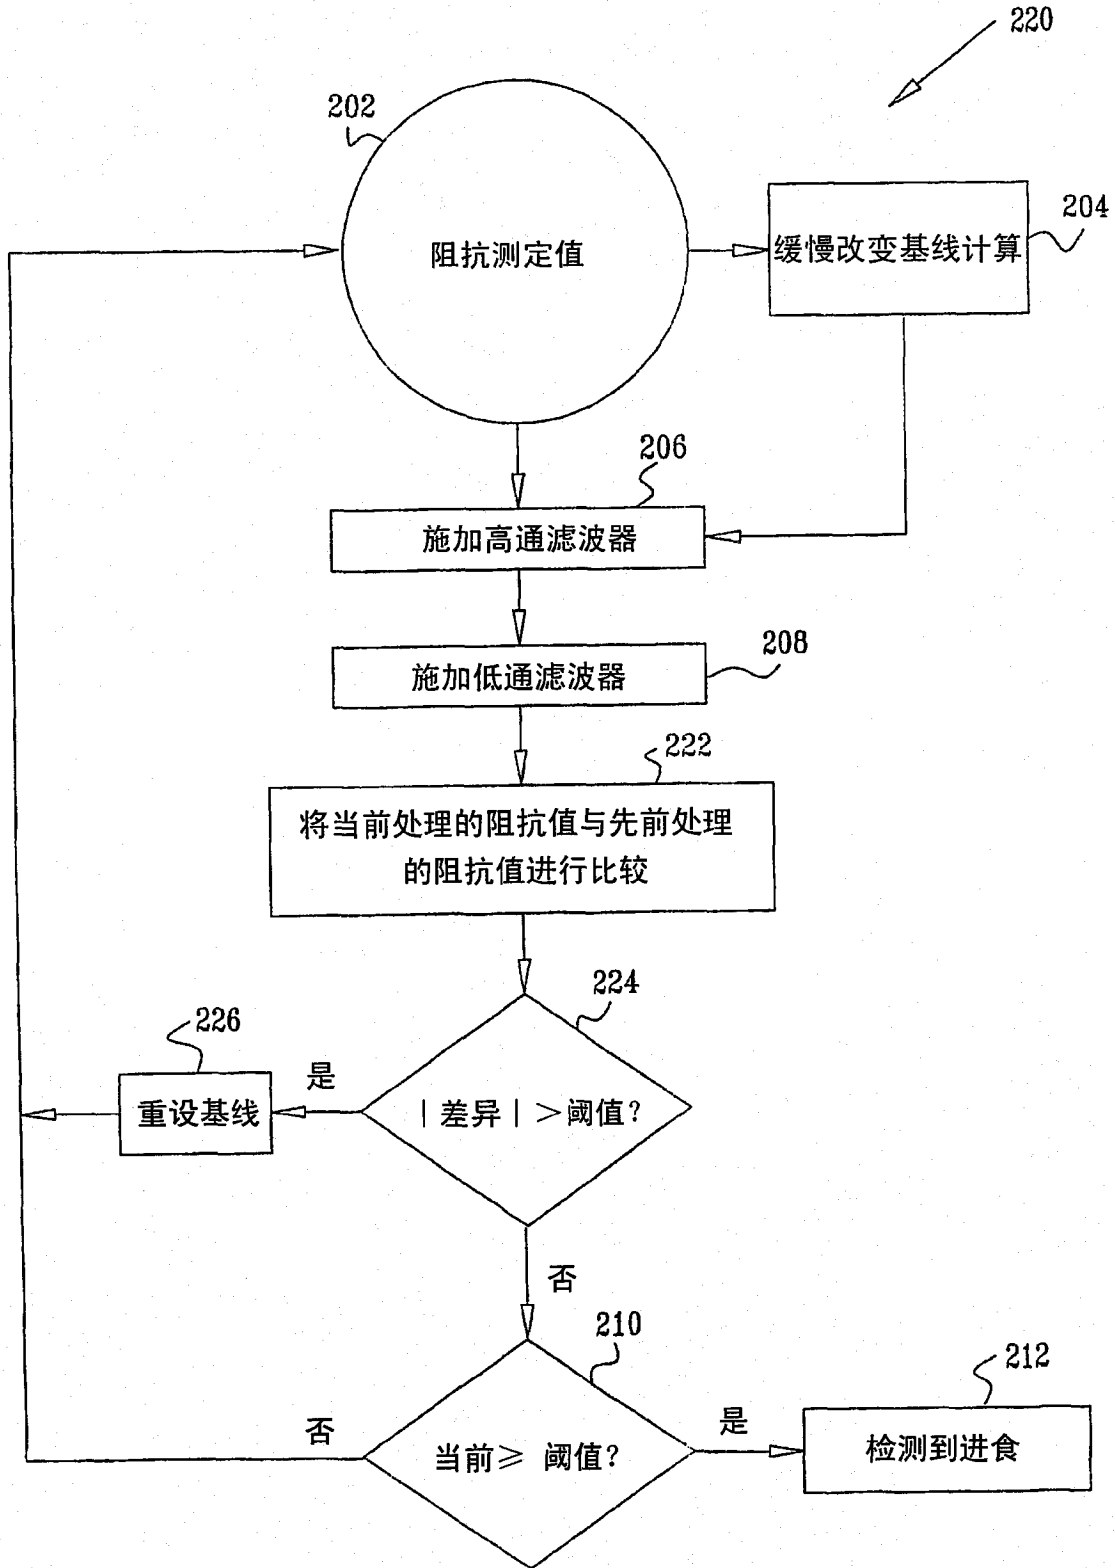 220
202
阻抗测定值
204
缓慢改变基线计算
206
施加高通滤波器
208
施加低通滤波器
222
将当前处理的阻抗值与先前处理
的阻抗值进行比较
224
226
是
重设基线
|差异|>阈值?
否
210
212
否
是
当前≥ 阈值?
检测到进食